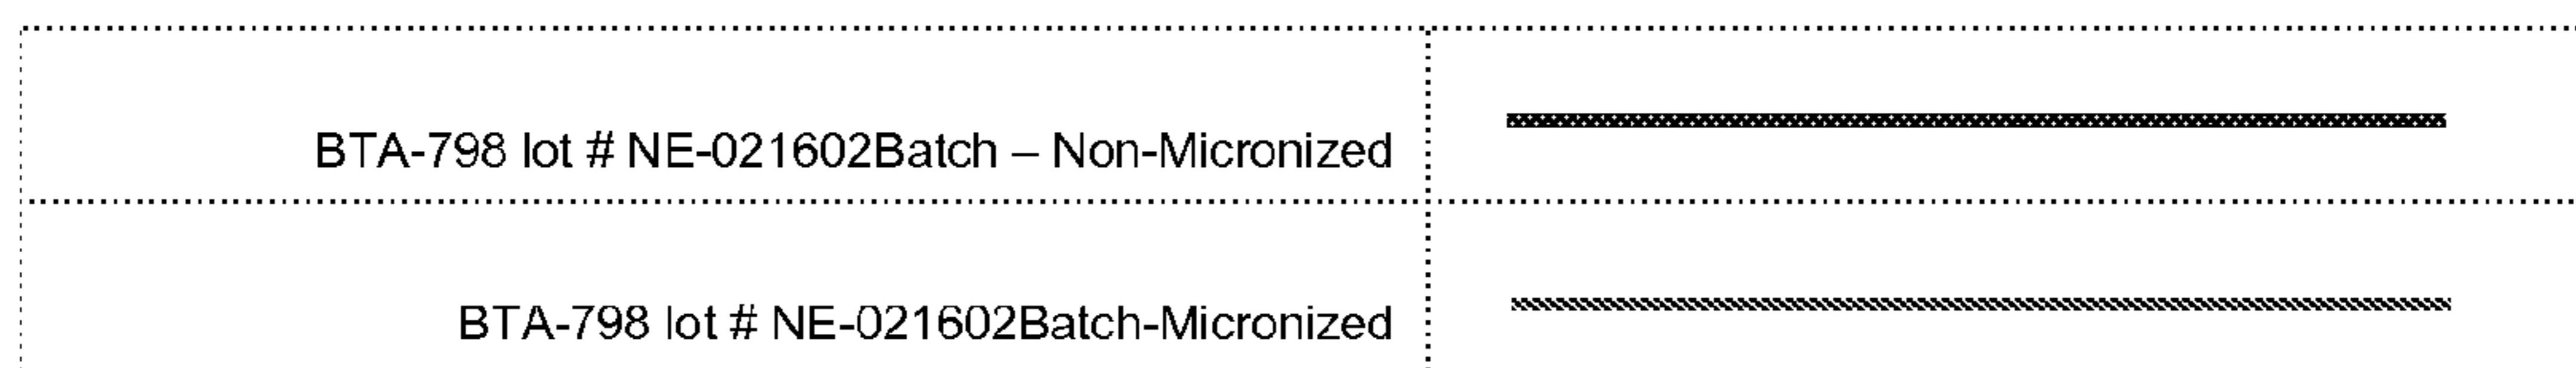 BTA-798 lot # NE-021602Batch – Non-Micronized
BTA-798 lot # NE-021602Batch-Micronized